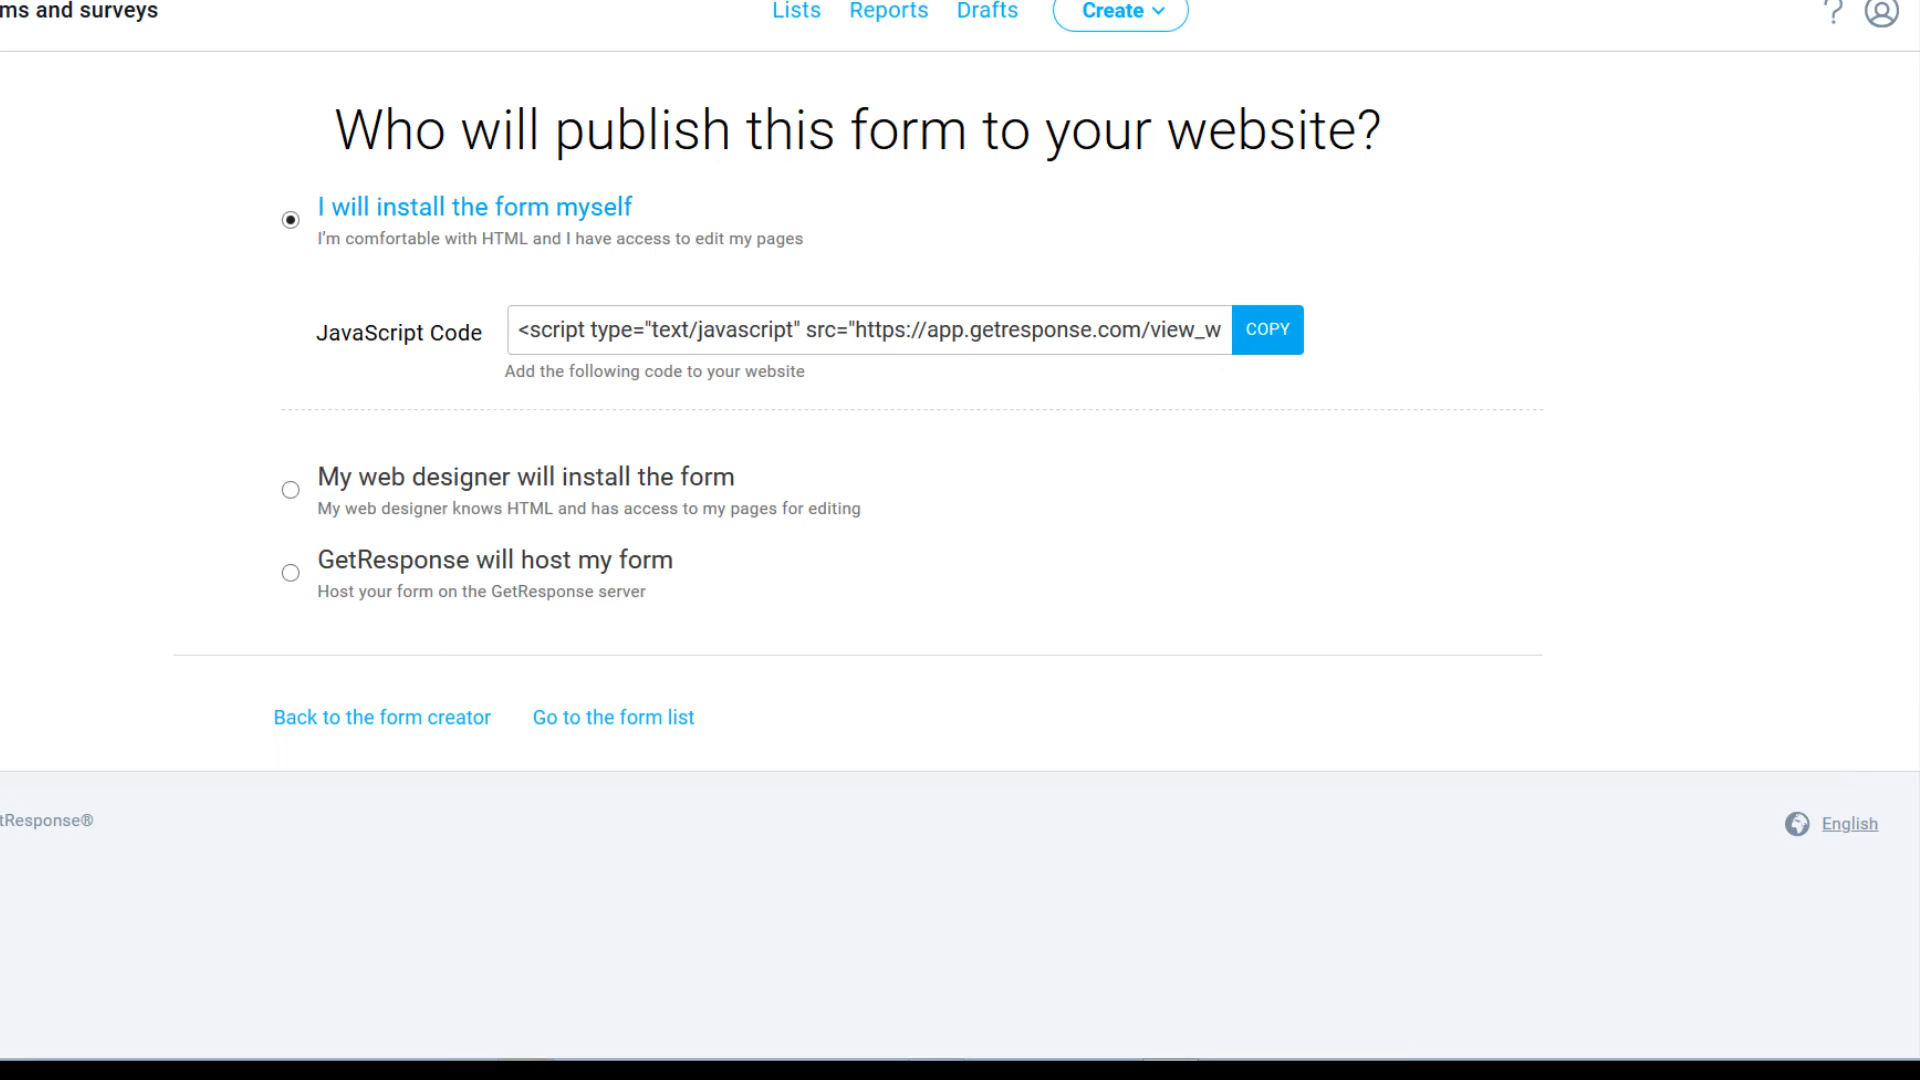 ms and surveys
Lists
Reports
Drafts
Create
?
Who will publish this form to your website?
I will install the form myself
I'm comfortable with HTML and I have access to edit my pages
JavaScript Code
<script type="text/javascript" src="https://app.getresponse.com/view_w
COPY
Add the following code to your website
My web designer will install the form
My web designer knows HTML and has access to my pages for editing
GetResponse will host my form
Host your form on the GetResponse server
Back to the form creator
Go to the form list
tResponse®
English